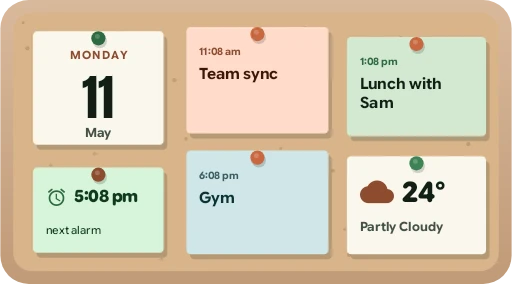 MONDAY
11
May
11:08 am
Team sync
1:08 pm
Lunch with
Sam
5:08 pm
next alarm
6:08 pm
Gym
24°
Partly Cloudy